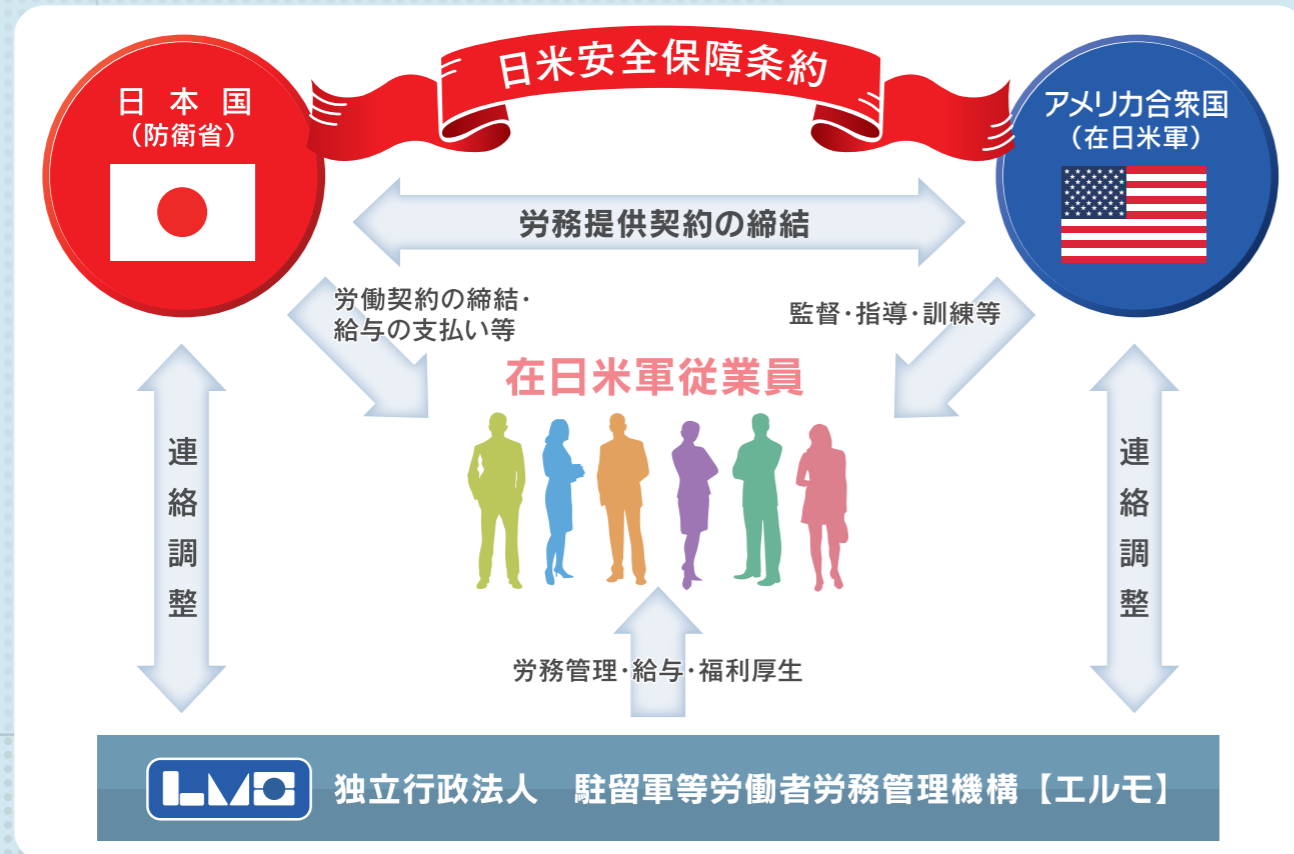 日米安全保障条約
日本国
（防衛省）
アメリカ合衆国
（在日米軍）
労務提供契約の締結
労働契約の締結・
給与の支払い等
監督・指導・訓練等
在日米軍従業員
連絡調整
連絡調整
労務管理・給与・福利厚生
LMO 独立行政法人　駐留軍等労働者労務管理機構【エルモ】